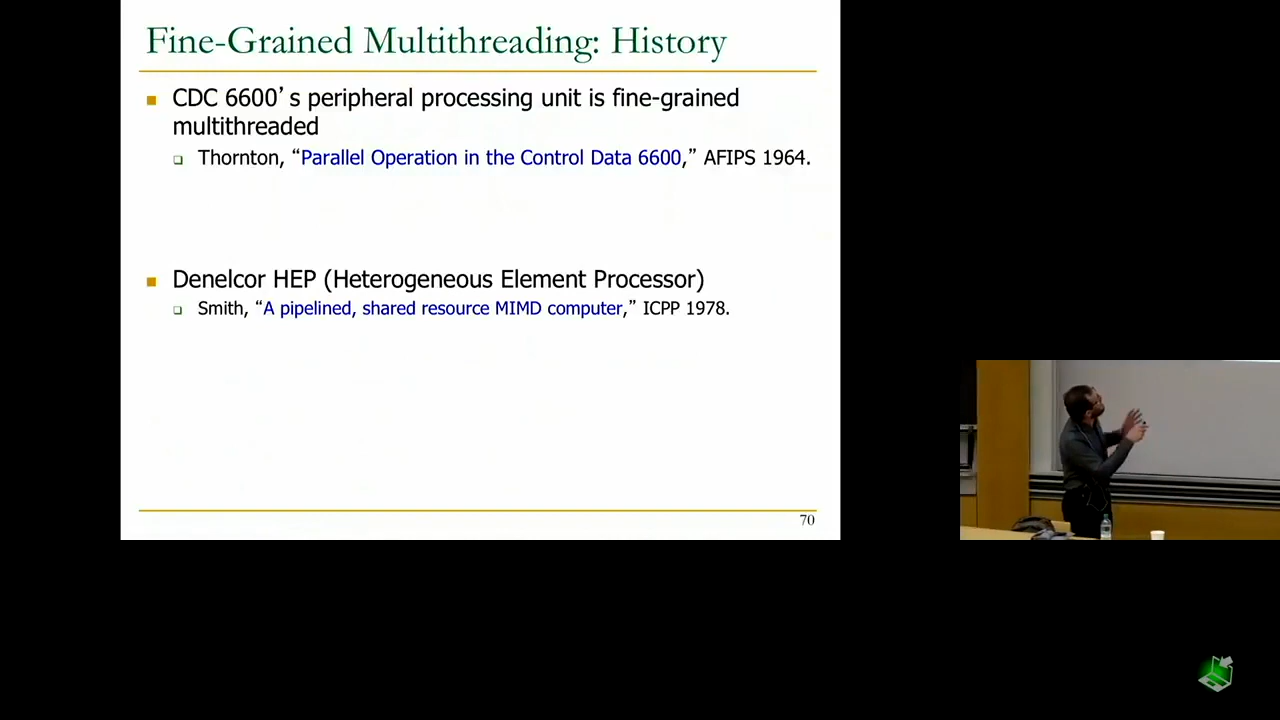 Fine-Grained Multithreading: History
CDC 6600’s peripheral processing unit is fine-grained
multithreaded
Thornton, “Parallel Operation in the Control Data 6600,” AFIPS 1964.
Denelcor HEP (Heterogeneous Element Processor)
Smith, “A pipelined, shared resource MIMD computer,” ICPP 1978.
70